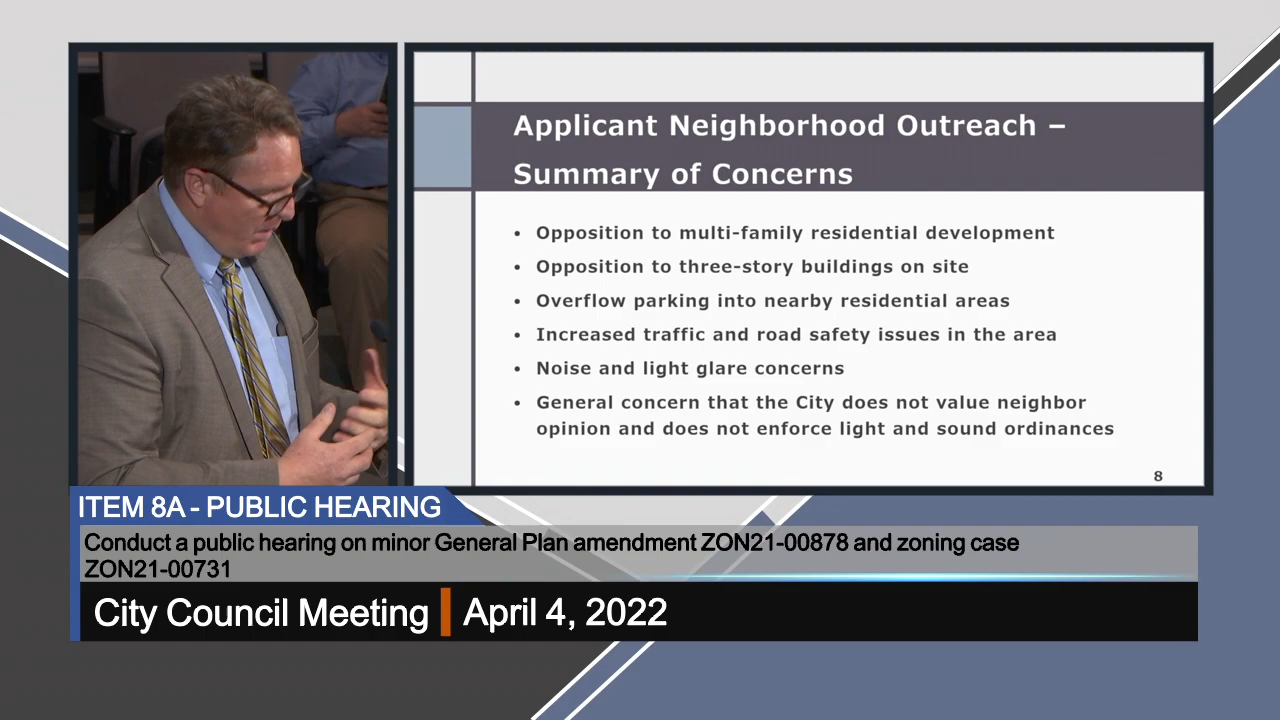 Applicant Neighborhood Outreach –
Summary of Concerns
• Opposition to multi-family residential development
• Opposition to three-story buildings on site
• Overflow parking into nearby residential areas
• Increased traffic and road safety issues in the area
• Noise and light glare concerns
• General concern that the City does not value neighbor
opinion and does not enforce light and sound ordinances
8
ITEM 8A - PUBLIC HEARING
Conduct a public hearing on minor General Plan amendment ZON21-00878 and zoning case
ZON21-00731
City Council Meeting
April 4, 2022